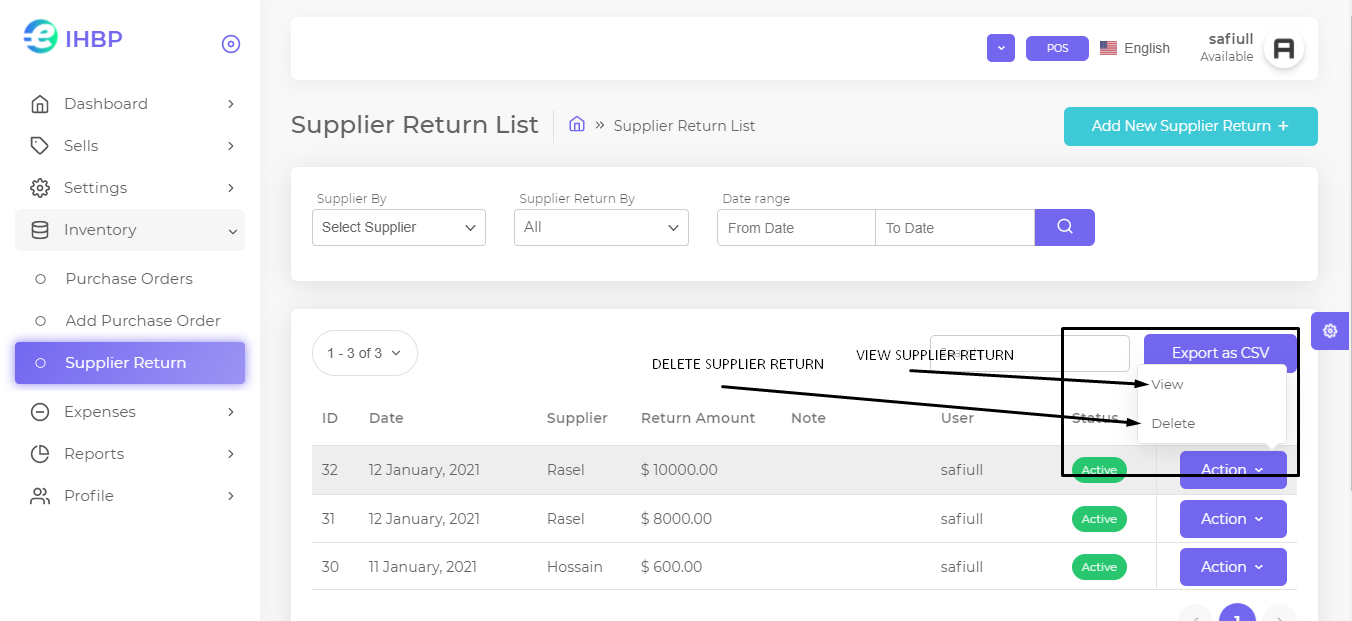 IHBP
POS
English
safiull
Available
Dashboard
Sells
Settings
Inventory
Purchase Orders
Add Purchase Order
Supplier Return
Expenses
Reports
Profile
Supplier Return List
» Supplier Return List
Add New Supplier Return +
Supplier By
Select Supplier
Supplier Return By
All
Date range
From Date
To Date
1 - 3 of 3
DELETE SUPPLIER RETURN
VIEW SUPPLIER RETURN
Export as CSV
View
Delete
ID Date Supplier Return Amount Note User Status
32 12 January, 2021 Rasel $ 10000.00 safiull Active Action
31 12 January, 2021 Rasel $ 8000.00 safiull Active Action
30 11 January, 2021 Hossain $ 600.00 safiull Active Action
1